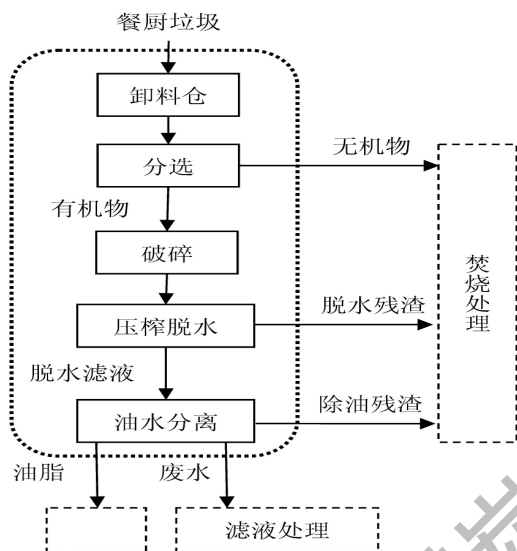 餐厨垃圾
卸料仓
分选
无机物
有机物
破碎
焚烧处理
压榨脱水
脱水残渣
脱水滤液
油水分离
除油残渣
油脂
废水
滤液处理